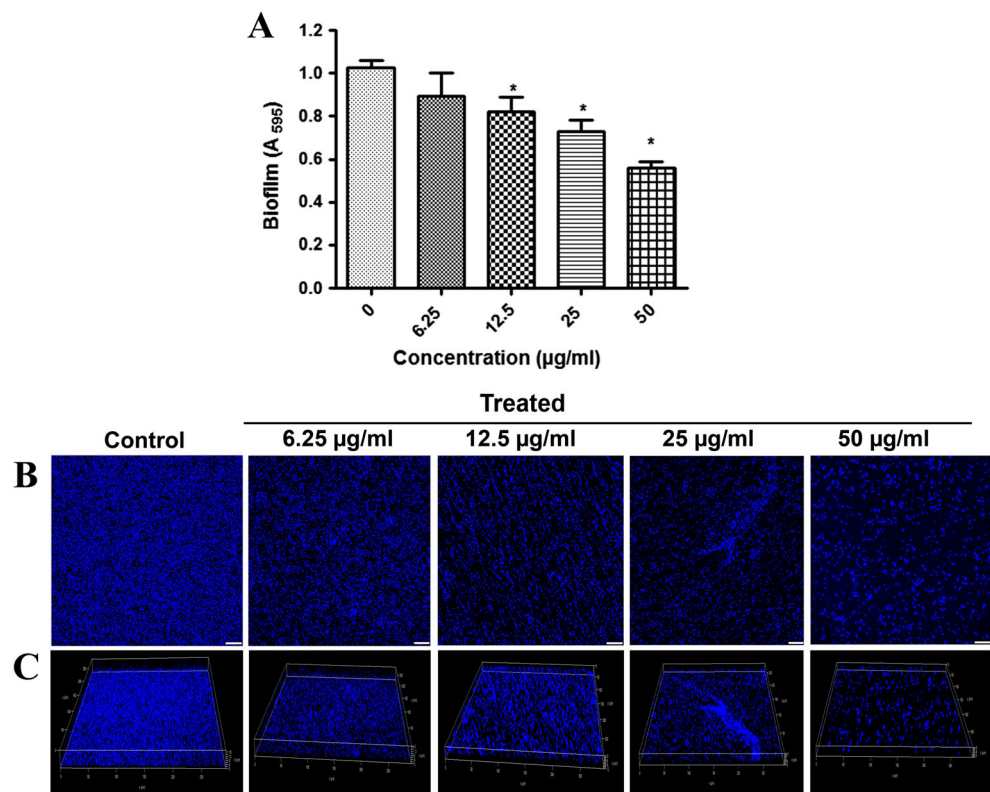 A
1.2
1.0
0.8
0.6
0.4
0.2
0.0
Biofilm (A 595)
* * *
0 6.25 12.5 25 50
Concentration (µg/ml)
Treated
Control 6.25 µg/ml 12.5 µg/ml 25 µg/ml 50 µg/ml
B
C